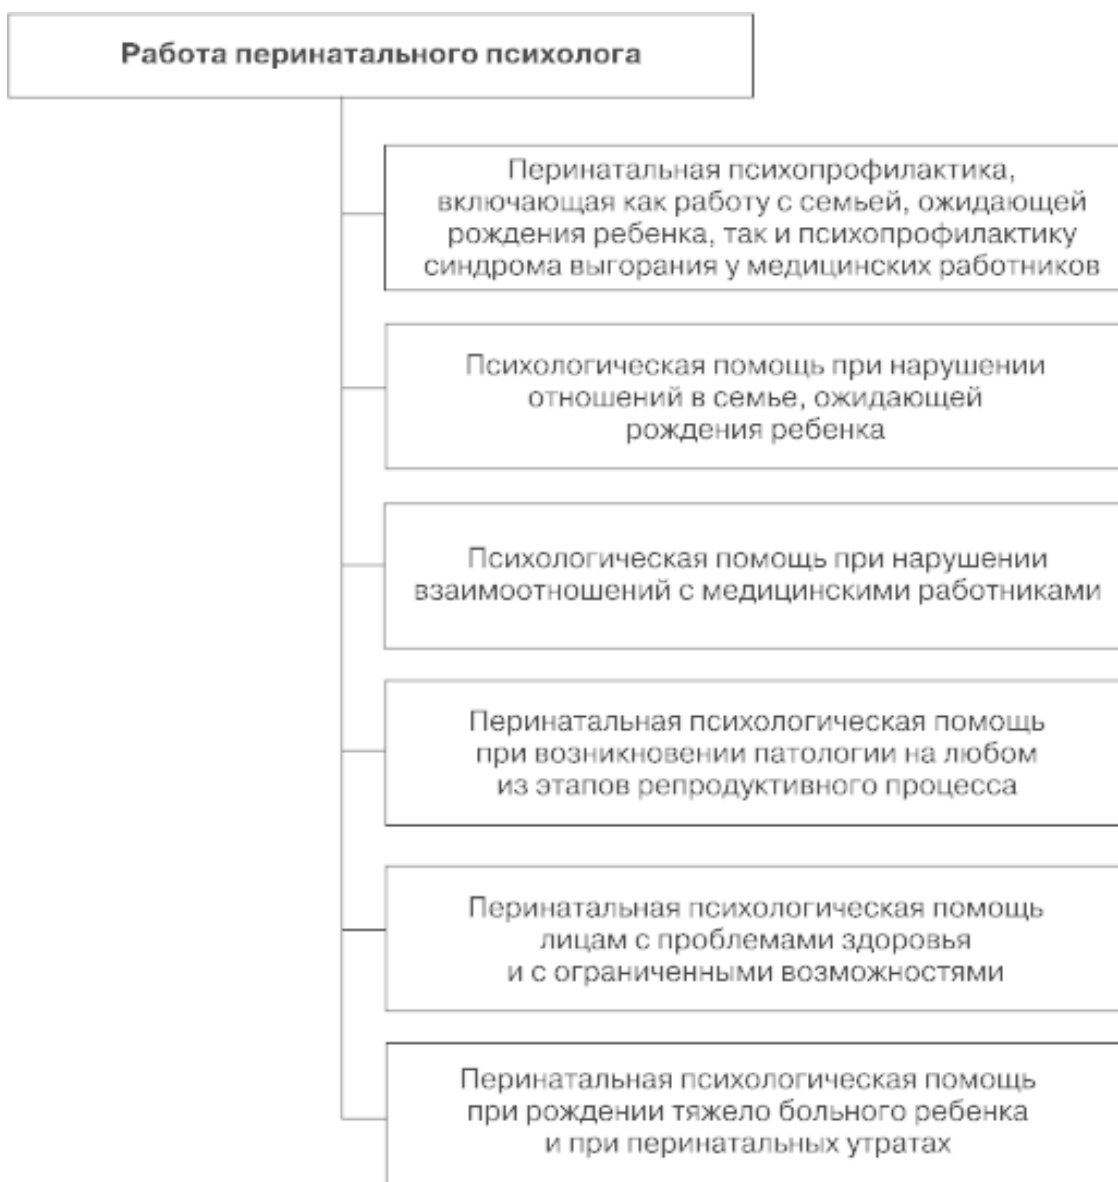 Работа перинатального психолога
Перинатальная психопрофилактика,
включающая как работу с семьей, ожидающей
рождения ребенка, так и психопрофилактику
синдрома выгорания у медицинских работников
Психологическая помощь при нарушении
отношений в семье, ожидающей
рождения ребенка
Психологическая помощь при нарушении
взаимоотношений с медицинскими работниками
Перинатальная психологическая помощь
при возникновении патологии на любом
из этапов репродуктивного процесса
Перинатальная психологическая помощь
лицам с проблемами здоровья
и с ограниченными возможностями
Перинатальная психологическая помощь
при рождении тяжело больного ребенка
и при перинатальных утратах